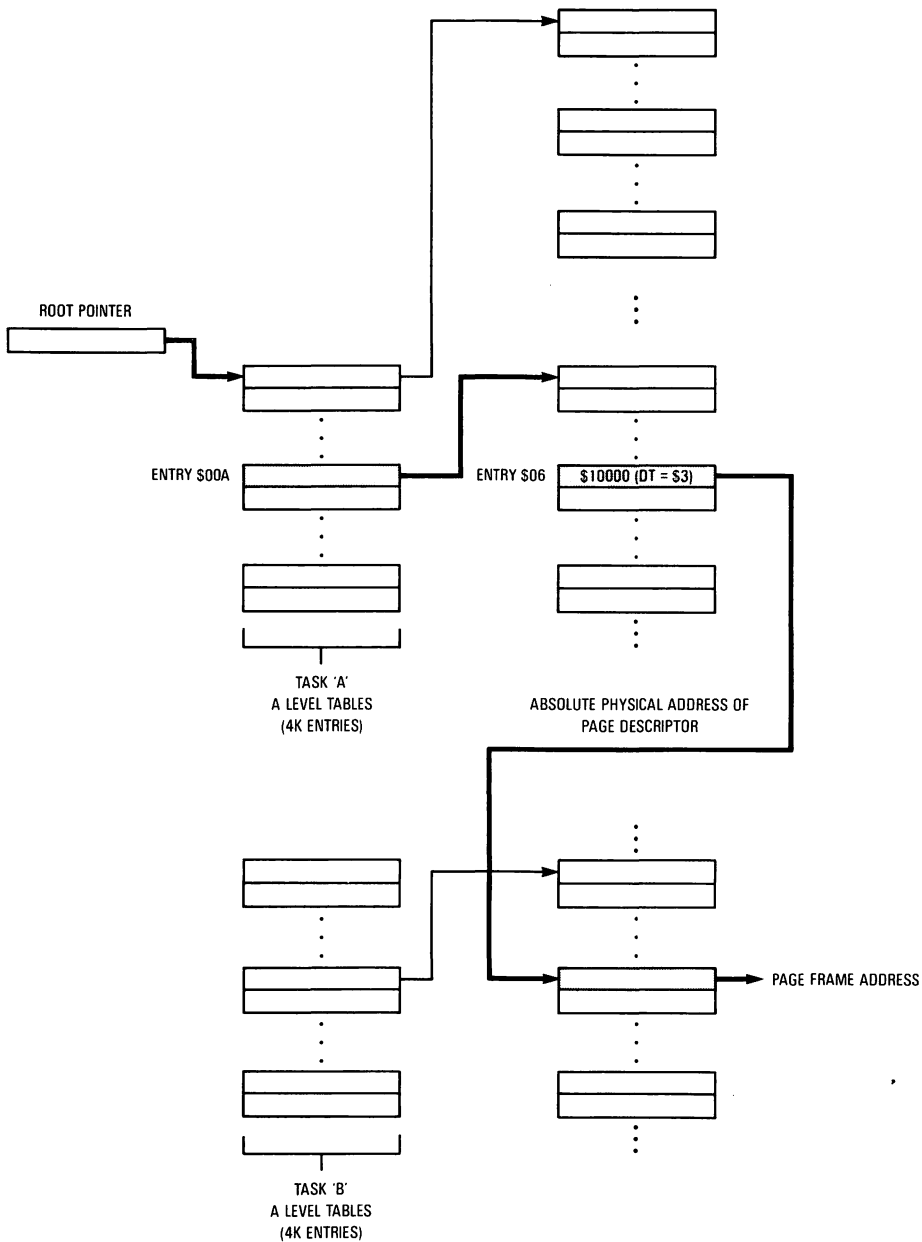 ROOT POINTER
ENTRY $00A
ENTRY $06
$10000 (DT = $3)
TASK 'A'
A LEVEL TABLES
(4K ENTRIES)
ABSOLUTE PHYSICAL ADDRESS OF
PAGE DESCRIPTOR
PAGE FRAME ADDRESS
TASK 'B'
A LEVEL TABLES
(4K ENTRIES)